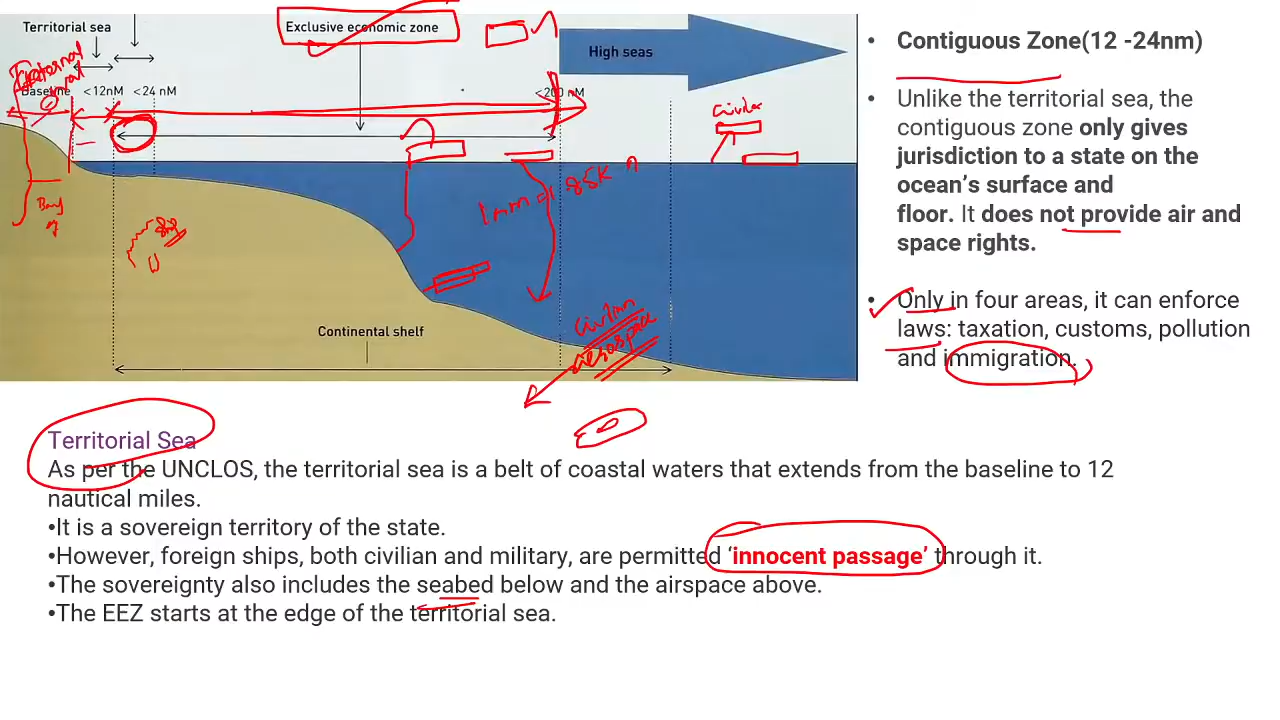 Territorial sea
Exclusive economic zone
High seas
Baseline
<12nM
<24 nM
<200 nM
Ship
civilian
aerospace
Continental shelf
• Contiguous Zone(12 -24nm)
• Unlike the territorial sea, the
contiguous zone only gives
jurisdiction to a state on the
ocean’s surface and
floor. It does not provide air and
space rights.
• Only in four areas, it can enforce
laws: taxation, customs, pollution
and immigration.
Territorial Sea
As per the UNCLOS, the territorial sea is a belt of coastal waters that extends from the baseline to 12
nautical miles.
•It is a sovereign territory of the state.
•However, foreign ships, both civilian and military, are permitted ‘innocent passage’ through it.
•The sovereignty also includes the seabed below and the airspace above.
•The EEZ starts at the edge of the territorial sea.